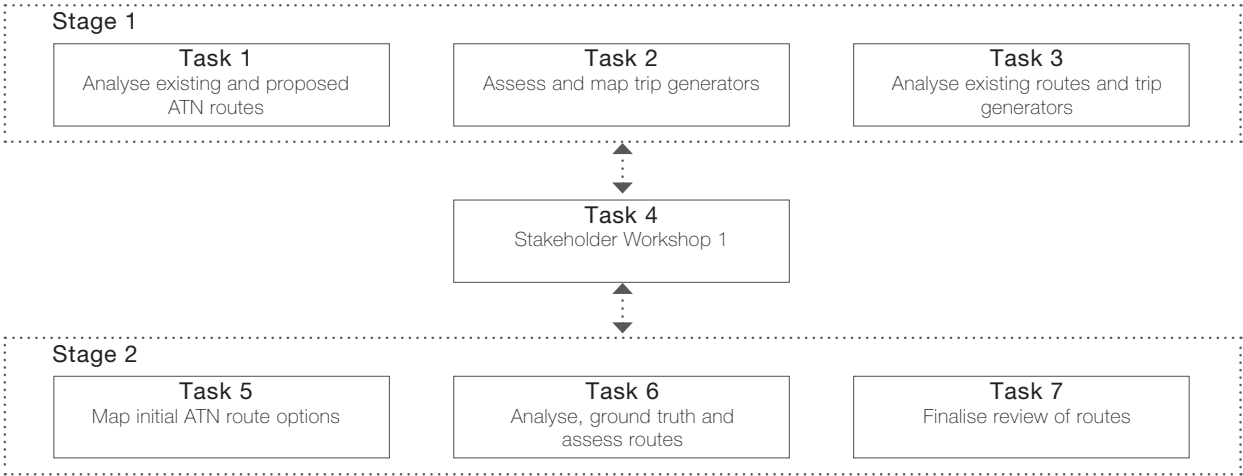 Stage 1
Task 1
Analyse existing and proposed
ATN routes
Task 2
Assess and map trip generators
Task 3
Analyse existing routes and trip
generators
Task 4
Stakeholder Workshop 1
Stage 2
Task 5
Map initial ATN route options
Task 6
Analyse, ground truth and
assess routes
Task 7
Finalise review of routes